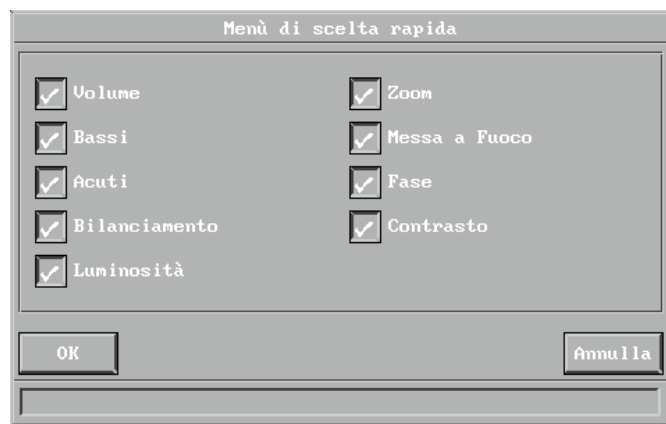 Menù di scelta rapida
Volume
Bassi
Acuti
Bilanciamento
Luminosità
Zoom
Messa a Fuoco
Fase
Contrasto
OK
Annulla